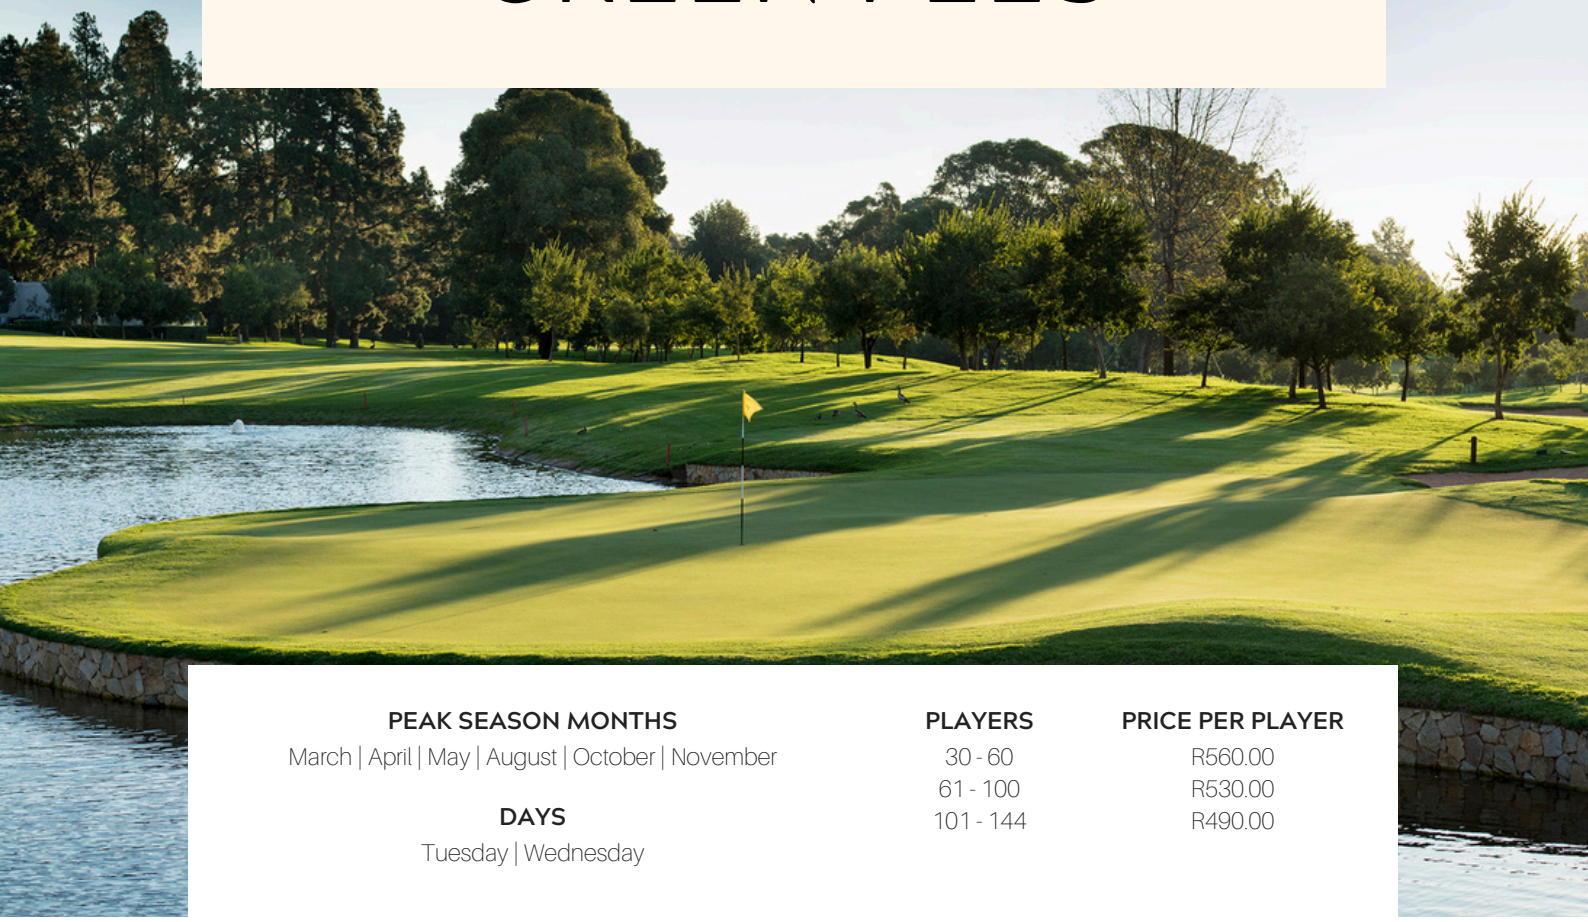 PEAK SEASON MONTHS
March | April | May | August | October | November
DAYS
Tuesday | Wednesday
PLAYERS
30 - 60
61 - 100
101 - 144
PRICE PER PLAYER
R560.00
R530.00
R490.00